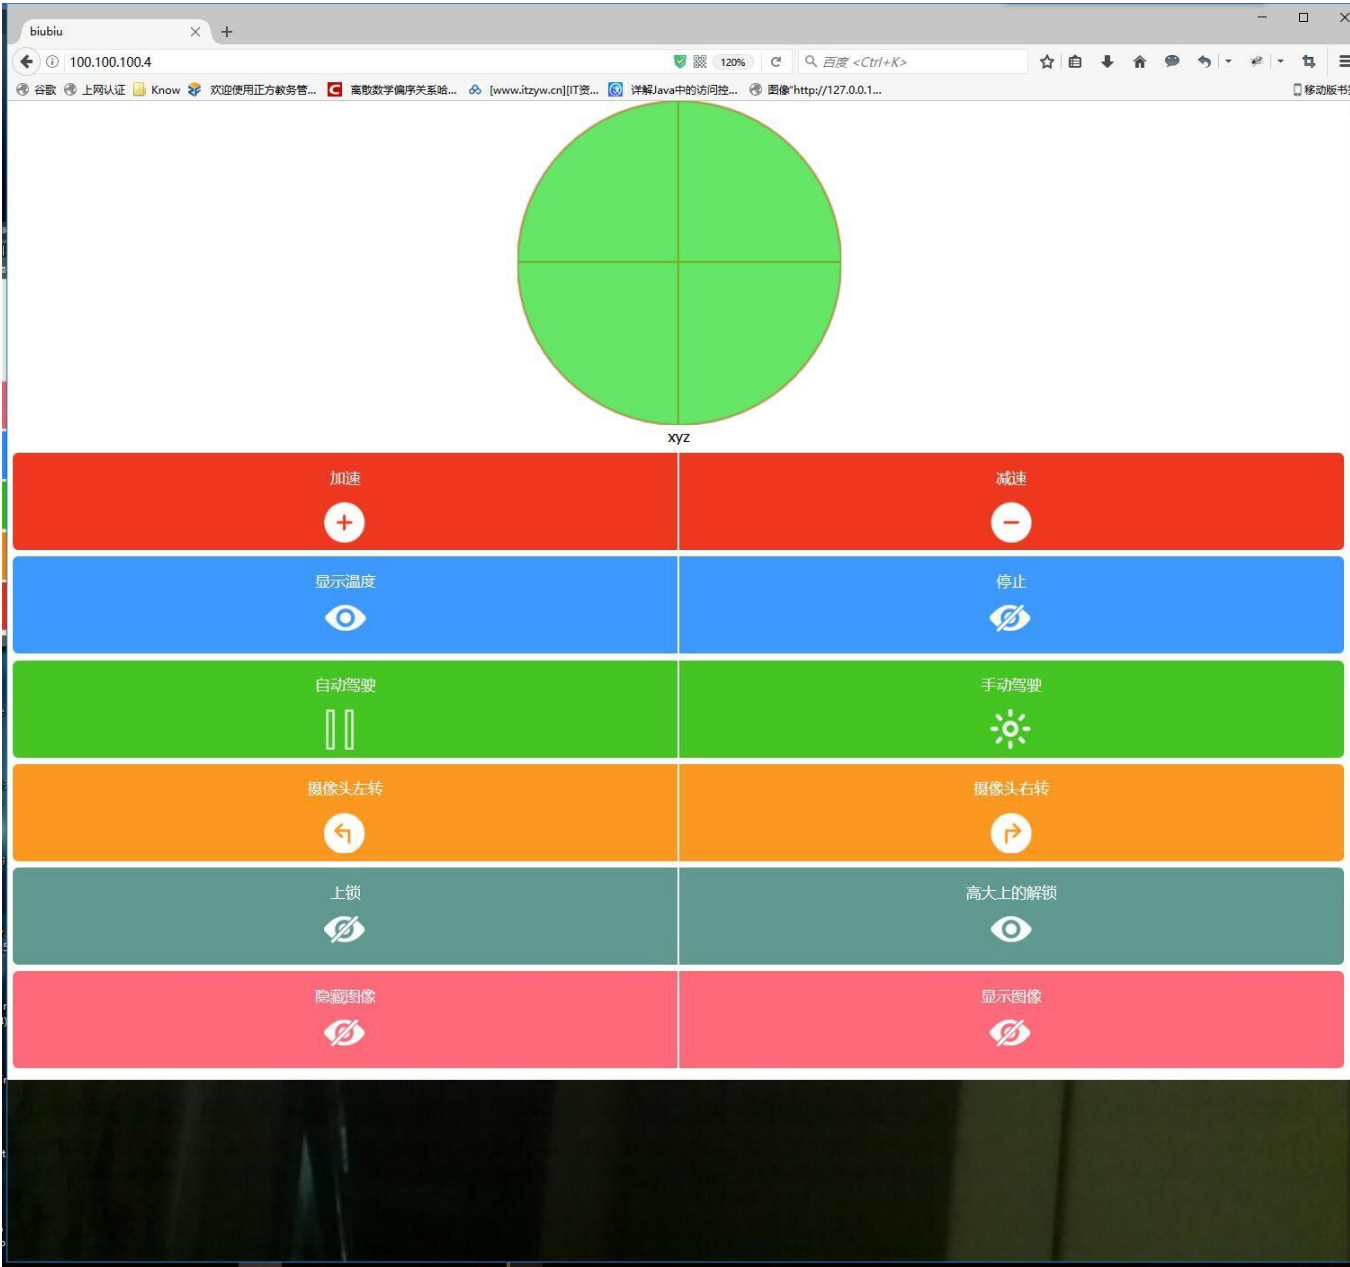 biubiu
100.100.100.4
120%
百度 <Ctrl+K>
谷歌 上网认证 Know 欢迎使用正方教务管... 离散数学偏序关系哈... [www.itzyw.cn][IT资... 详解Java中的访问控... 图像"http://127.0.0.1... 移动版书签
xyz
加速 减速
显示温度 停止
自动驾驶 手动驾驶
摄像头左转 摄像头右转
上锁 高大上的解锁
隐藏图像 显示图像